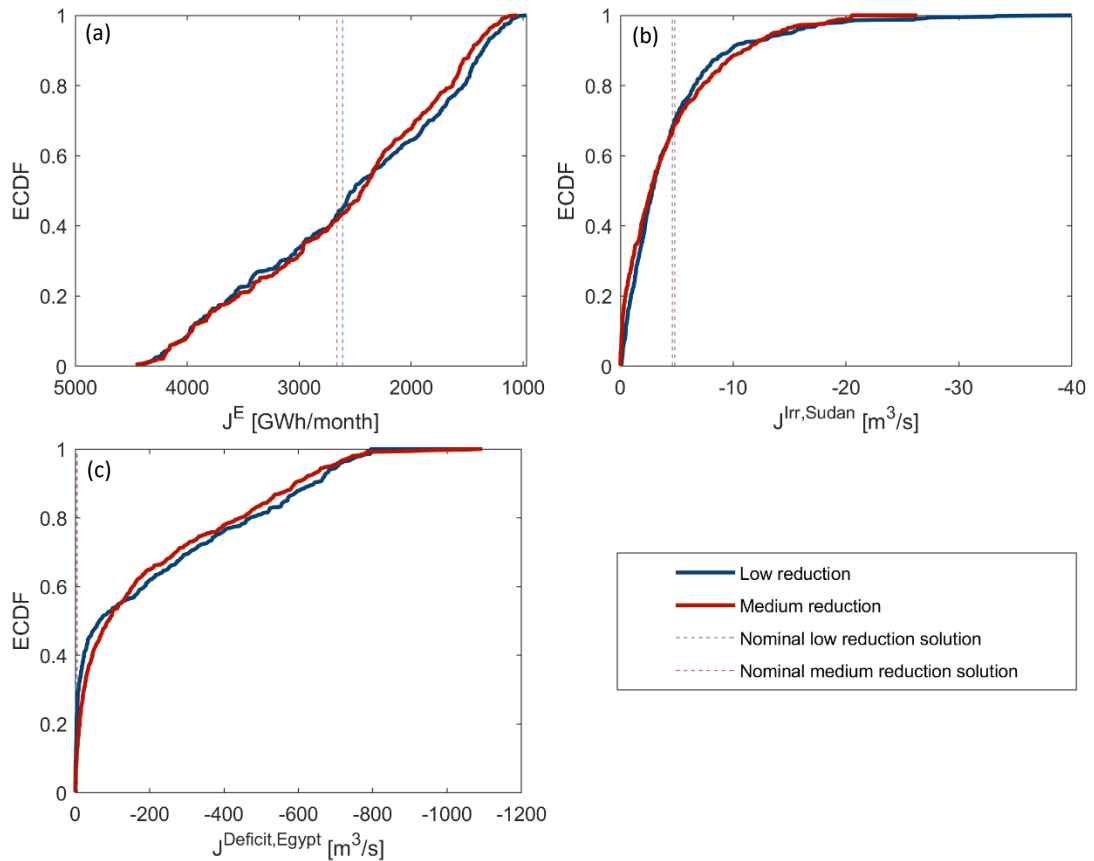 (a)
1
0.8
0.6
0.4
0.2
0
ECDF
5000 4000 3000 2000 1000
J^E [GWh/month]
(b)
1
0.8
0.6
0.4
0.2
0
ECDF
0 -10 -20 -30 -40
J^Irr,Sudan [m^3/s]
(c)
1
0.8
0.6
0.4
0.2
0
ECDF
0 -200 -400 -600 -800 -1000 -1200
J^Deficit,Egypt [m^3/s]
Low reduction
Medium reduction
Nominal low reduction solution
Nominal medium reduction solution